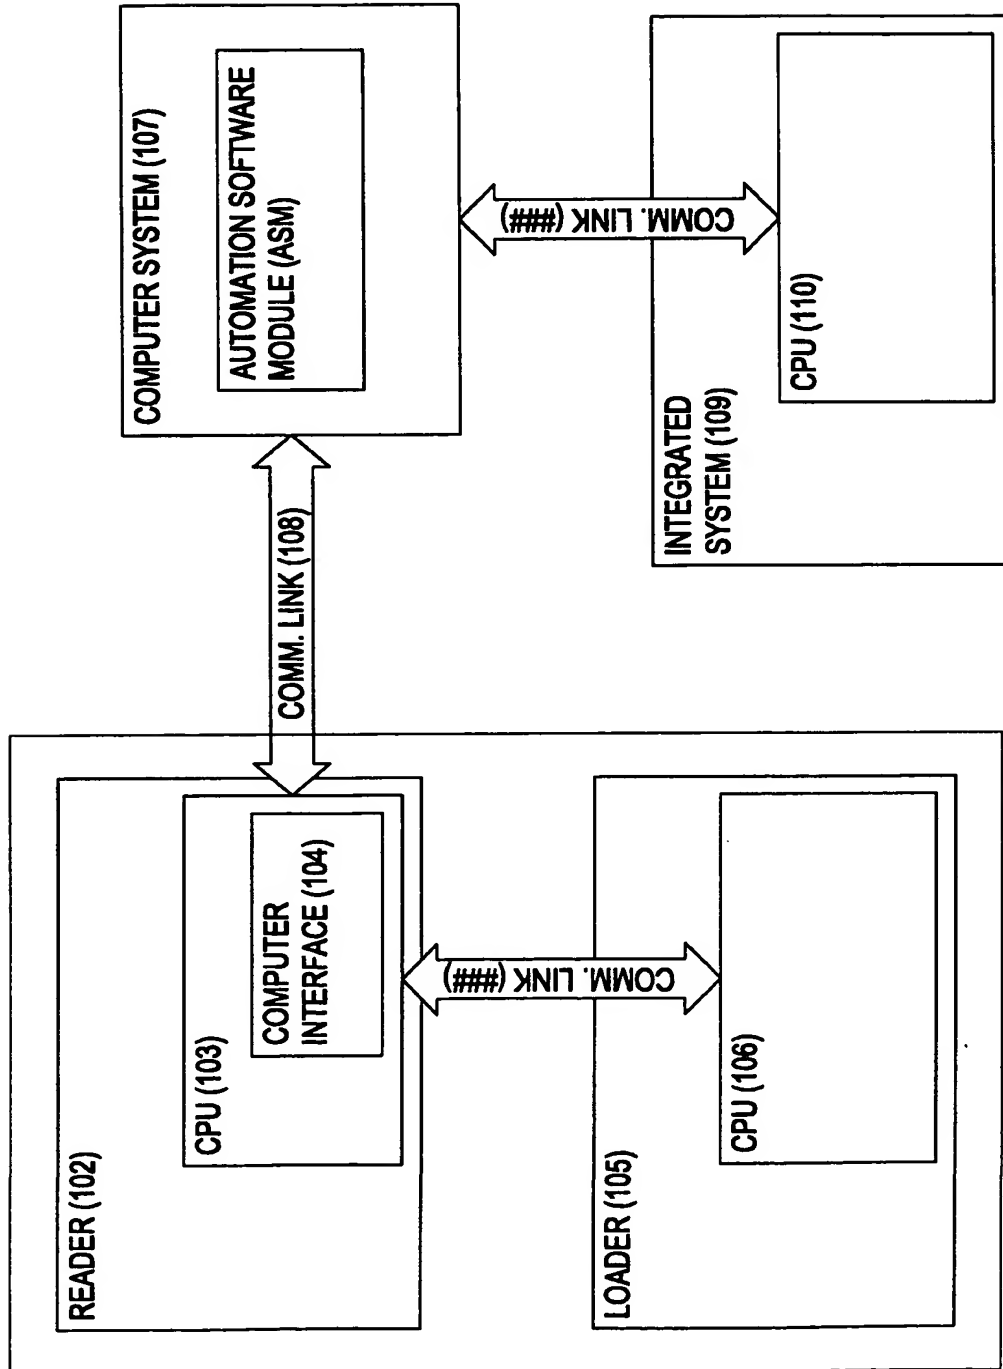 READER (102)
CPU (103)
COMPUTER
INTERFACE (104)
COMM. LINK (###)
LOADER (105)
CPU (106)
COMM. LINK (108)
COMPUTER SYSTEM (107)
AUTOMATION SOFTWARE
MODULE (ASM)
COMM. LINK (###)
INTEGRATED
SYSTEM (109)
CPU (110)